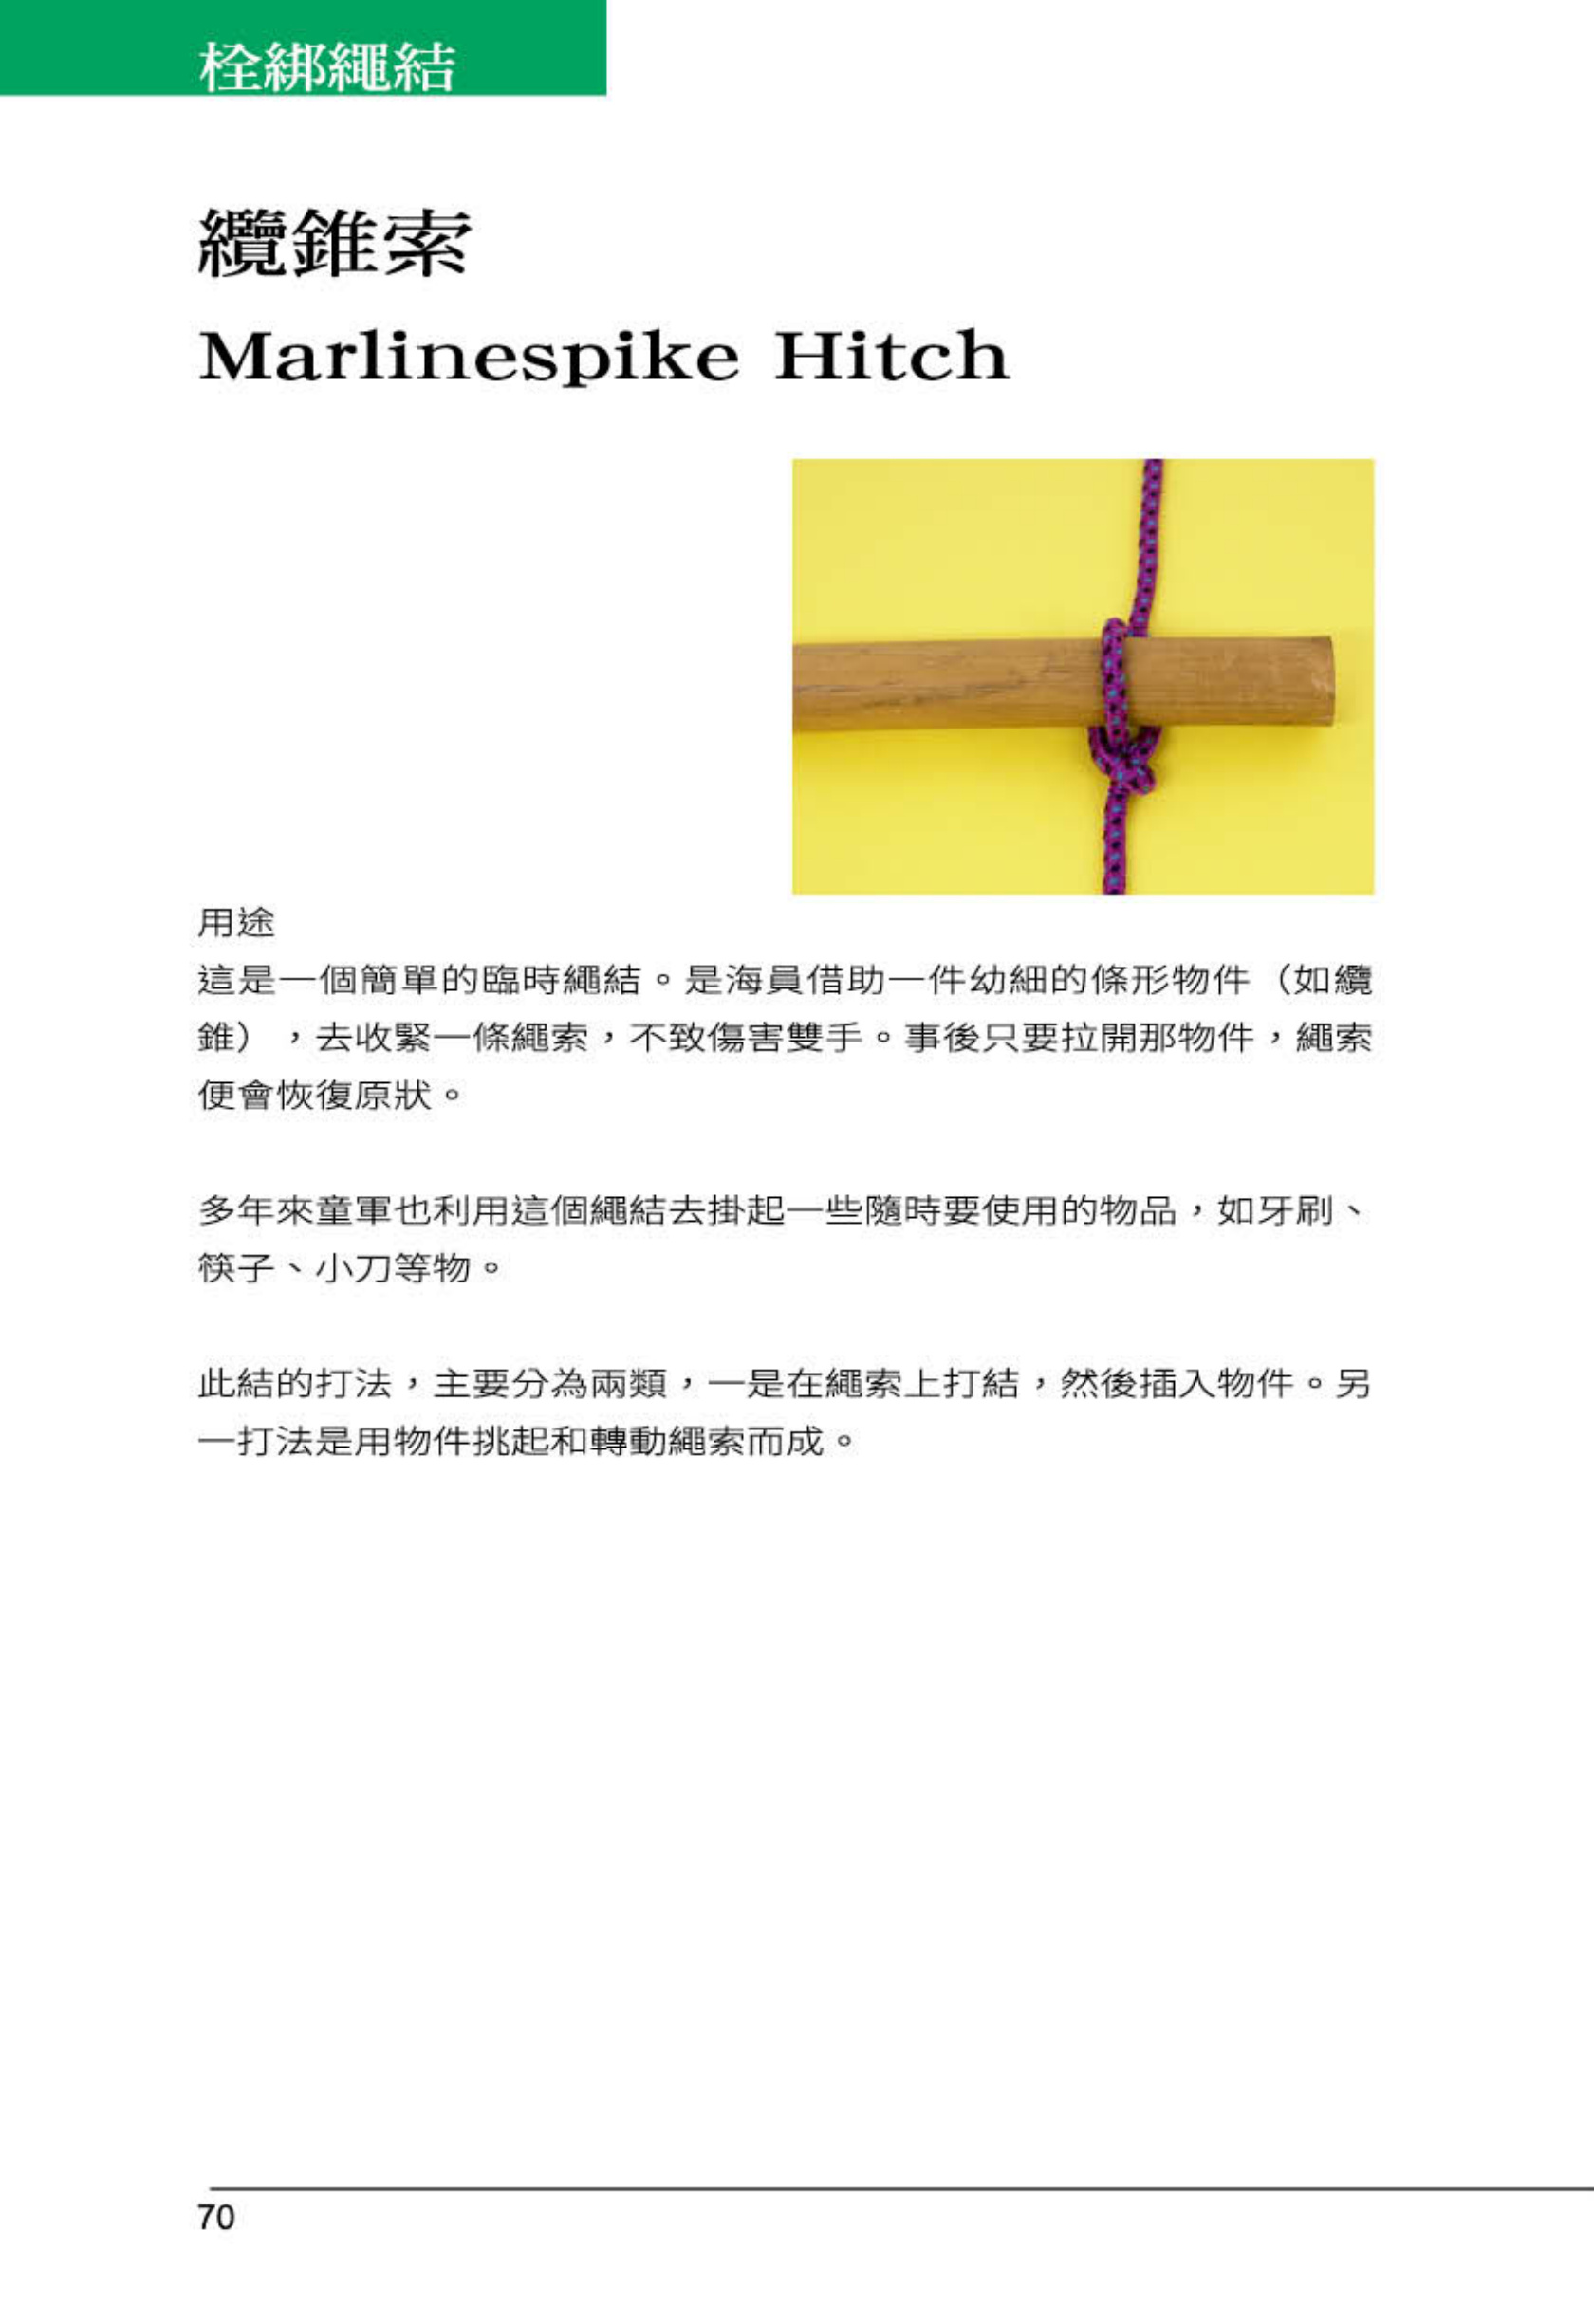 栓綁繩結
纜錐索
Marlinespike Hitch
用途
這是一個簡單的臨時繩結。是海員借助一件幼細的條形物件（如纜
錐），去收緊一條繩索，不致傷害雙手。事後只要拉開那物件，繩索
便會恢復原狀。
多年來童軍也利用這個繩結去掛起一些隨時要使用的物品，如牙刷、
筷子、小刀等物。
此結的打法，主要分為兩類，一是在繩索上打結，然後插入物件。另
一打法是用物件挑起和轉動繩索而成。
70